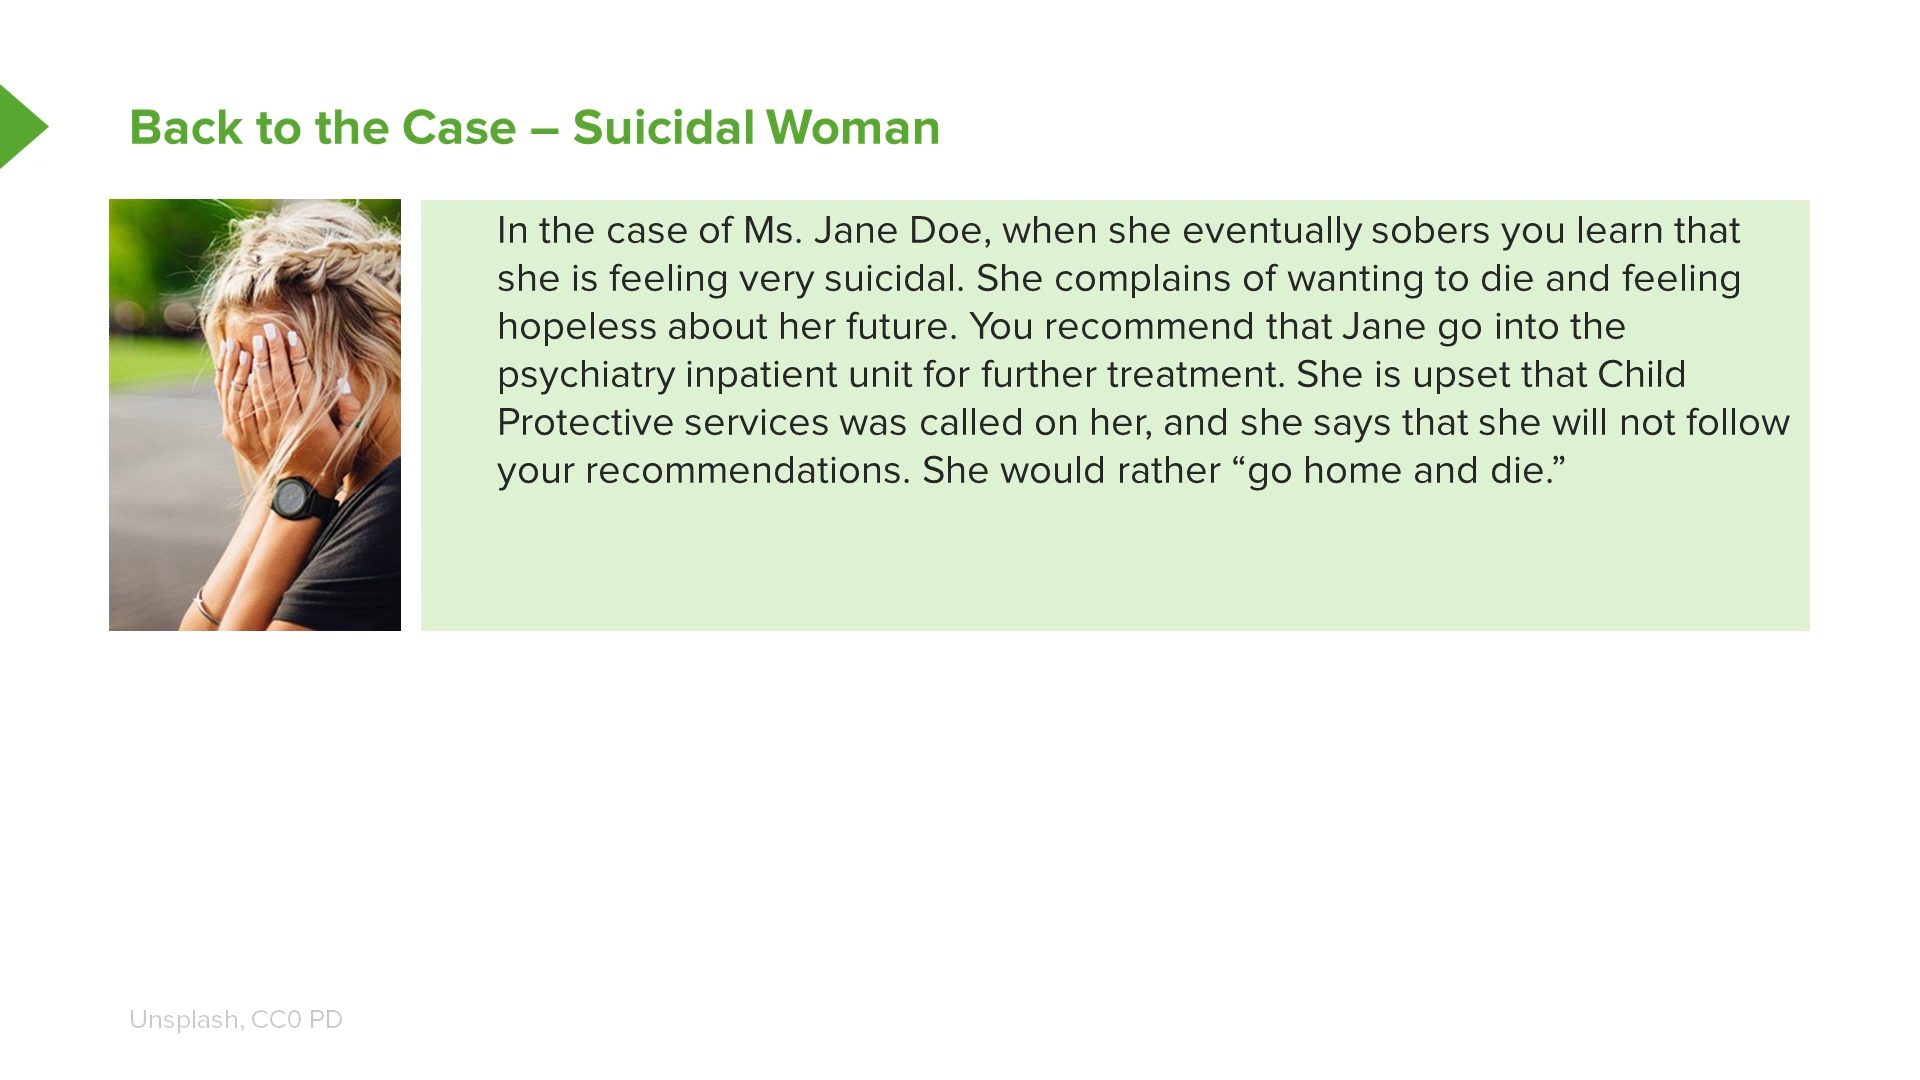 Back to the Case – Suicidal Woman
In the case of Ms. Jane Doe, when she eventually sobers you learn that
she is feeling very suicidal. She complains of wanting to die and feeling
hopeless about her future. You recommend that Jane go into the
psychiatry inpatient unit for further treatment. She is upset that Child
Protective services was called on her, and she says that she will not follow
your recommendations. She would rather “go home and die.”
Unsplash, CC0 PD